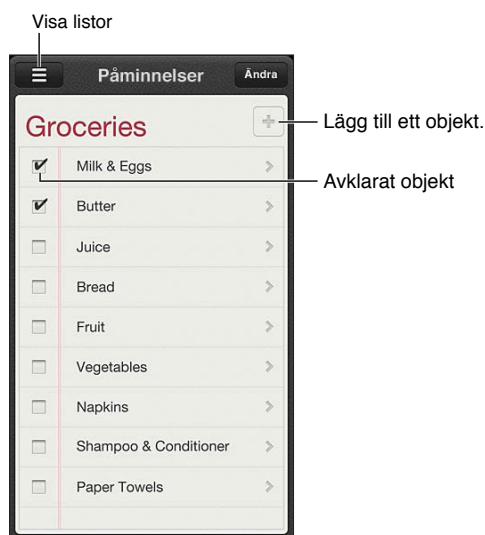 Visa listor
Påminnelser Ändra
Groceries
Lägg till ett objekt.
Milk & Eggs
Avklarat objekt
Butter
Juice
Bread
Fruit
Vegetables
Napkins
Shampoo & Conditioner
Paper Towels